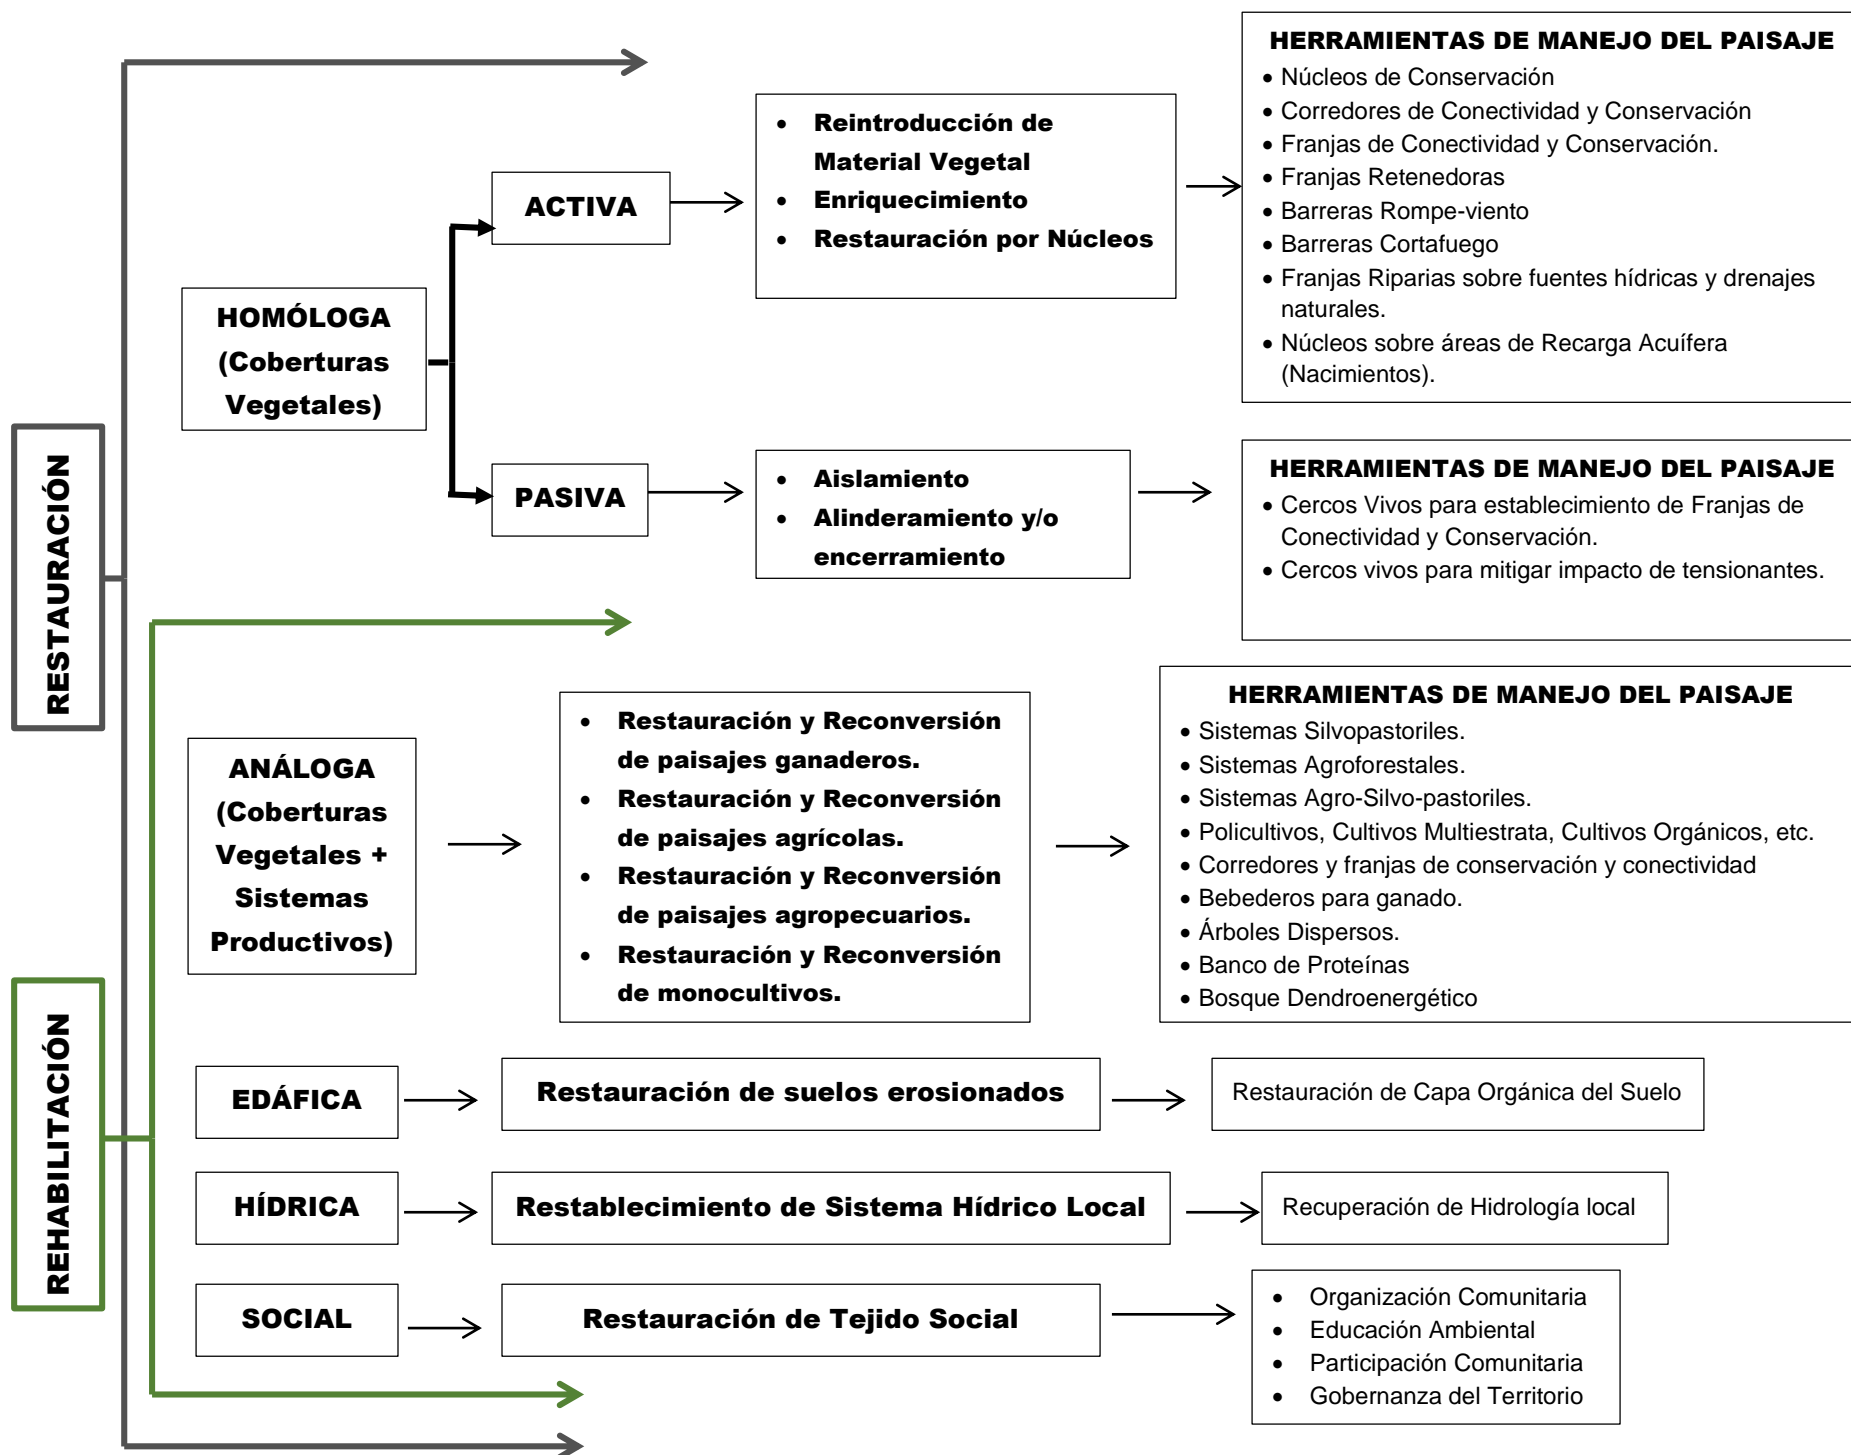 HERRAMIENTAS DE MANEJO DEL PAISAJE
• Núcleos de Conservación
• Corredores de Conectividad y Conservación
• Franjas de Conectividad y Conservación.
• Franjas Retenedoras
• Barreras Rompe-viento
• Barreras Cortafuego
• Franjas Riparias sobre fuentes hídricas y drenajes
naturales.
• Núcleos sobre áreas de Recarga Acuífera
(Nacimientos).
• Reintroducción de
Material Vegetal
• Enriquecimiento
• Restauración por Núcleos
ACTIVA
HOMÓLOGA
(Coberturas
Vegetales)
PASIVA
• Aislamiento
• Alinderamiento y/o
encerramiento
HERRAMIENTAS DE MANEJO DEL PAISAJE
• Cercos Vivos para establecimiento de Franjas de
Conectividad y Conservación.
• Cercos vivos para mitigar impacto de tensionantes.
RESTAURACIÓN
ANÁLOGA
(Coberturas
Vegetales +
Sistemas
Productivos)
• Restauración y Reconversión
de paisajes ganaderos.
• Restauración y Reconversión
de paisajes agrícolas.
• Restauración y Reconversión
de paisajes agropecuarios.
• Restauración y Reconversión
de monocultivos.
HERRAMIENTAS DE MANEJO DEL PAISAJE
• Sistemas Silvopastoriles.
• Sistemas Agroforestales.
• Sistemas Agro-Silvo-pastoriles.
• Policultivos, Cultivos Multiestrata, Cultivos Orgánicos, etc.
• Corredores y franjas de conservación y conectividad
• Bebederos para ganado.
• Árboles Dispersos.
• Banco de Proteínas
• Bosque Dendroenergético
REHABILITACIÓN
EDÁFICA
Restauración de suelos erosionados
Restauración de Capa Orgánica del Suelo
HÍDRICA
Restablecimiento de Sistema Hídrico Local
Recuperación de Hidrología local
SOCIAL
Restauración de Tejido Social
• Organización Comunitaria
• Educación Ambiental
• Participación Comunitaria
• Gobernanza del Territorio